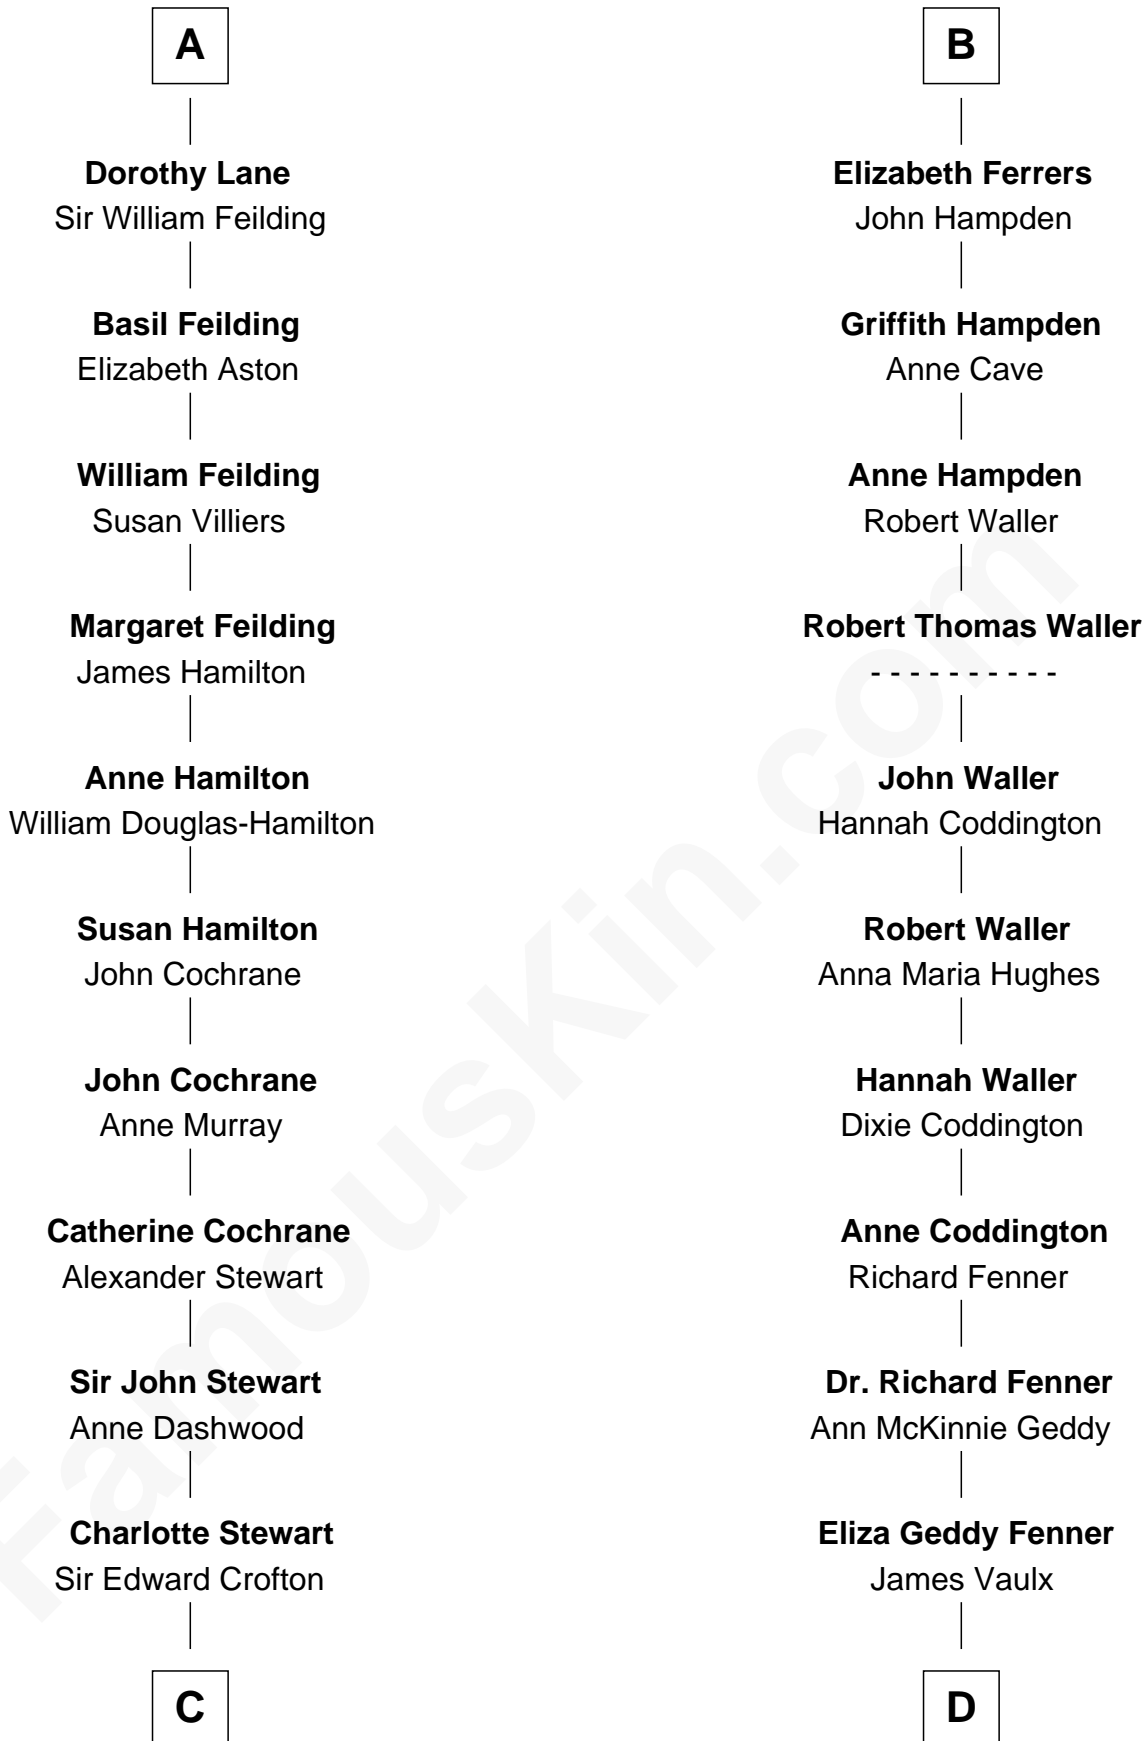 A
Dorothy Lane
Sir William Feilding
Basil Feilding
Elizabeth Aston
William Feilding
Susan Villiers
Margaret Feilding
James Hamilton
Anne Hamilton
William Douglas-Hamilton
Susan Hamilton
John Cochrane
John Cochrane
Anne Murray
Catherine Cochrane
Alexander Stewart
Sir John Stewart
Anne Dashwood
Charlotte Stewart
Sir Edward Crofton
C
B
Elizabeth Ferrers
John Hampden
Griffith Hampden
Anne Cave
Anne Hampden
Robert Waller
Robert Thomas Waller
- - - - - - - - - -
John Waller
Hannah Coddington
Robert Waller
Anna Maria Hughes
Hannah Waller
Dixie Coddington
Anne Coddington
Richard Fenner
Dr. Richard Fenner
Ann McKinnie Geddy
Eliza Geddy Fenner
James Vaulx
D
FamousKin.com